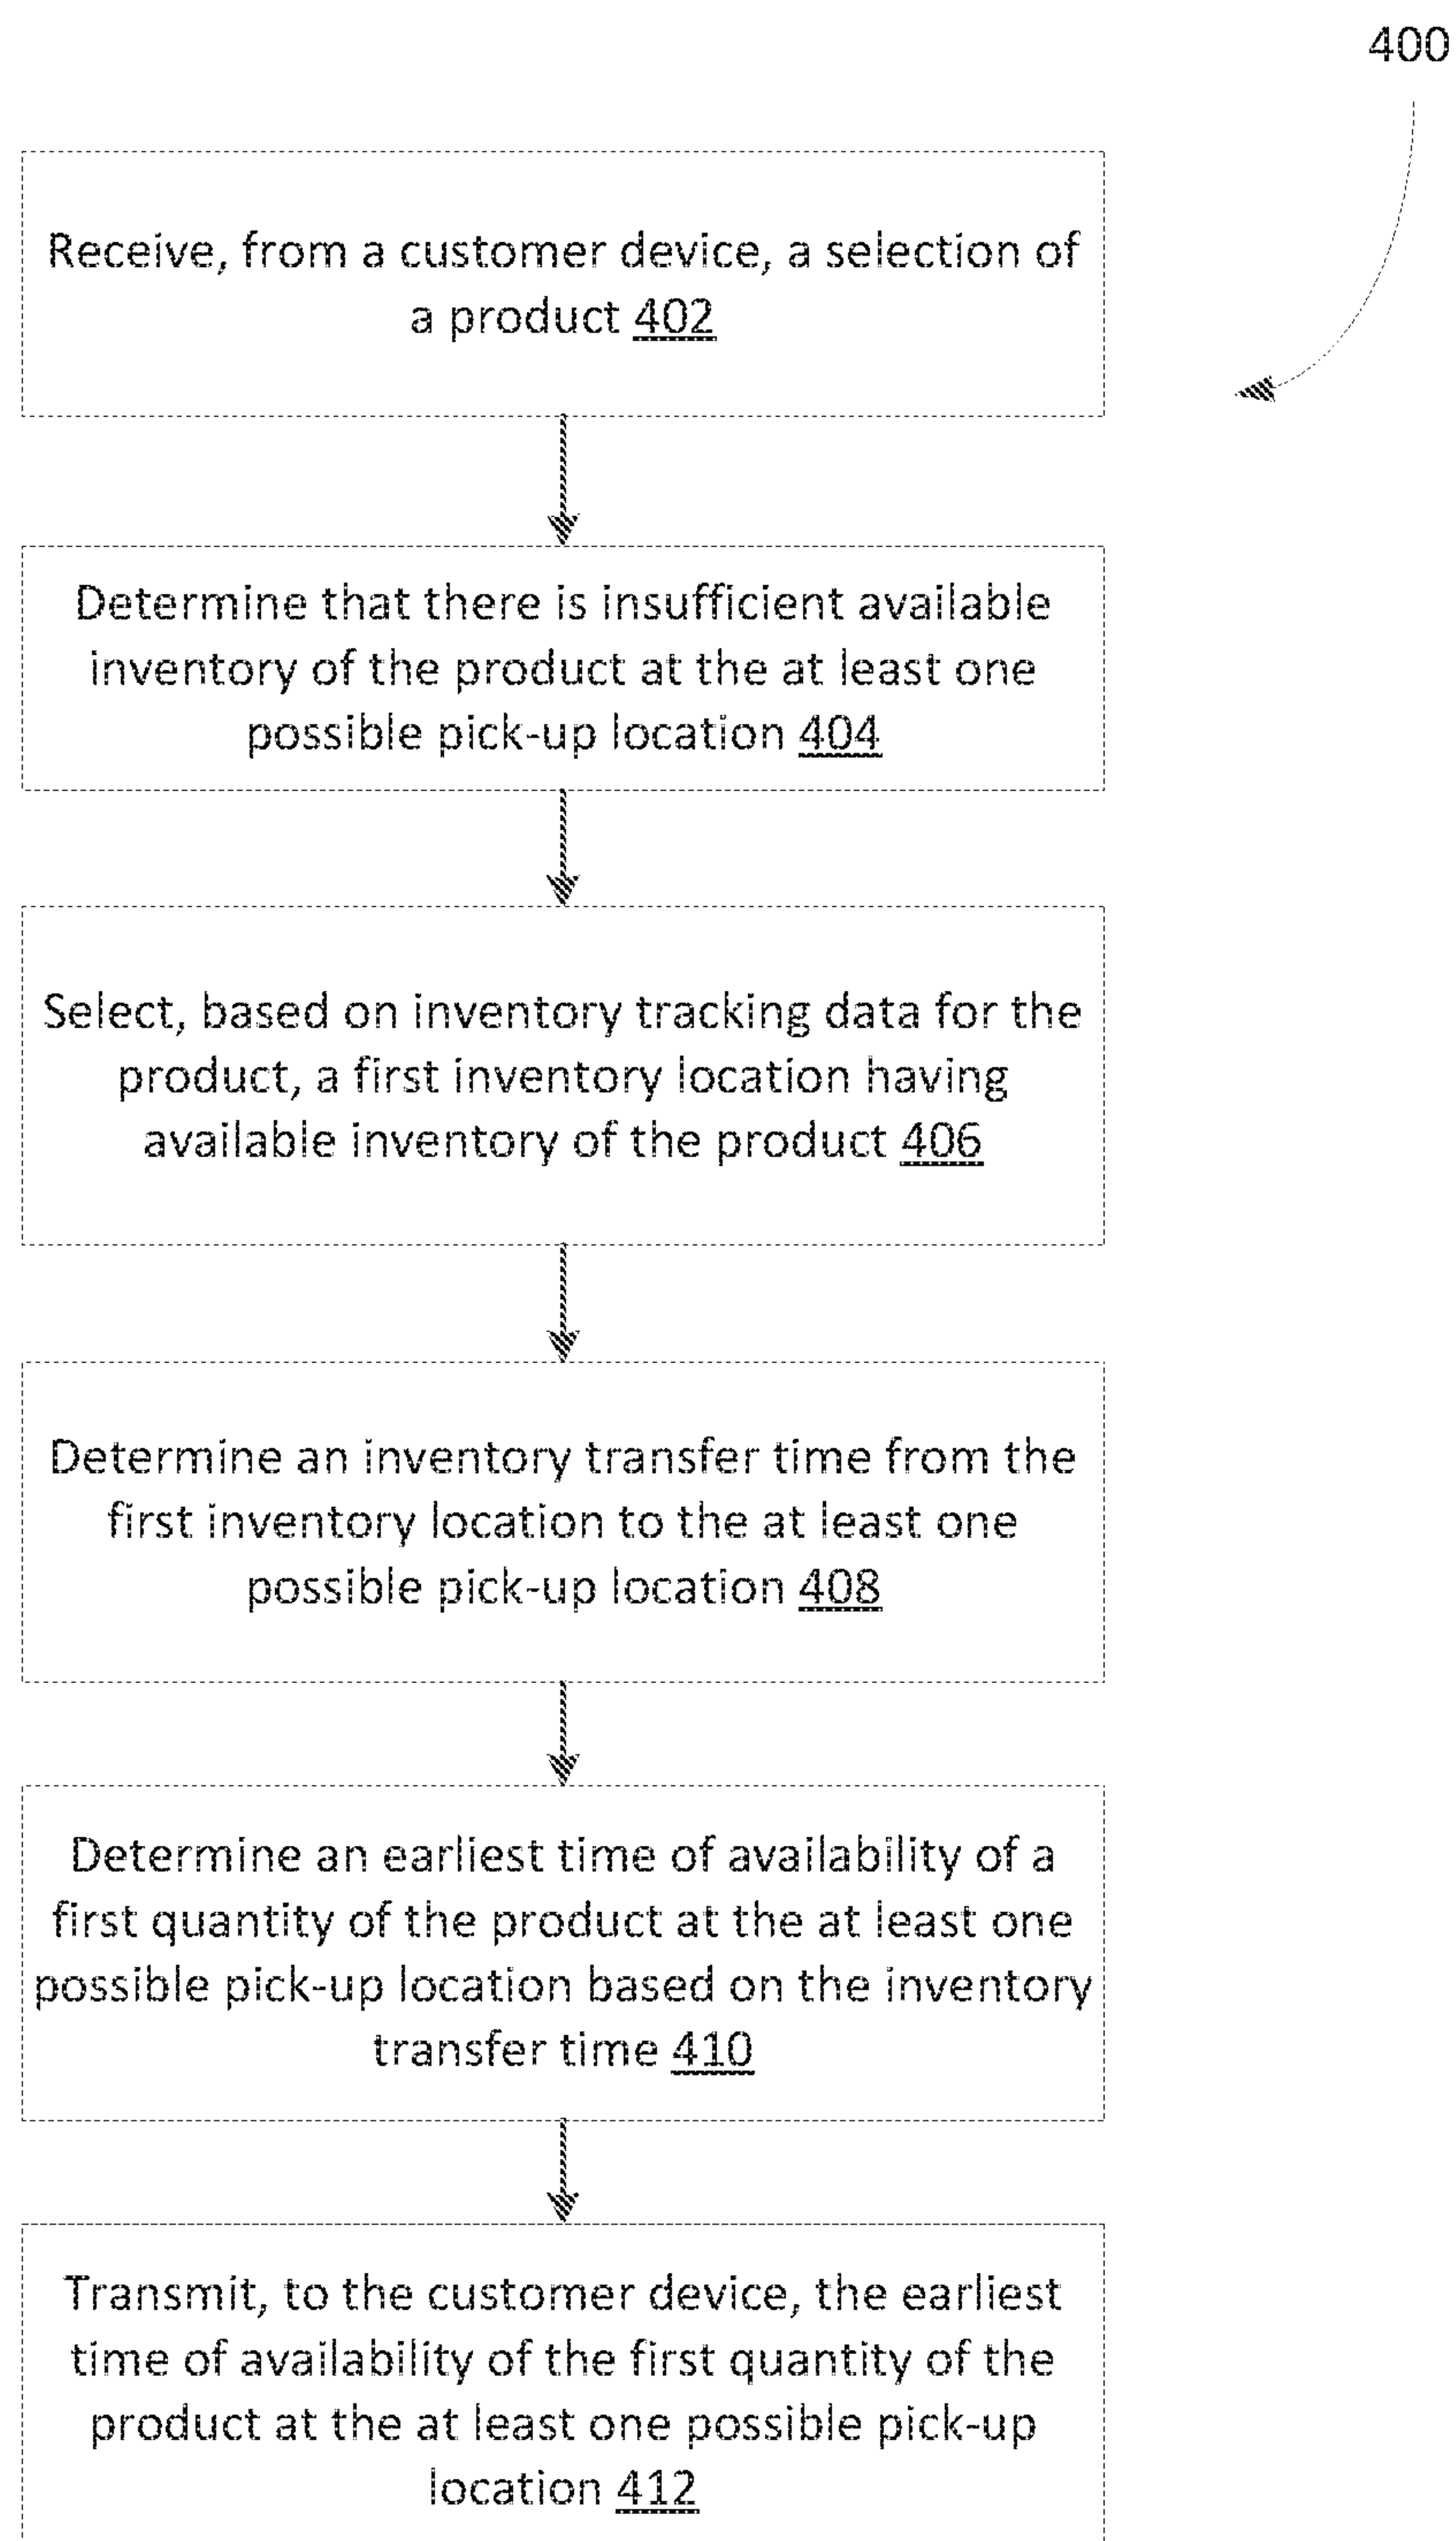 400
Receive, from a customer device, a selection of
a product 402
Determine that there is insufficient available
inventory of the product at the at least one
possible pick-up location 404
Select, based on inventory tracking data for the
product, a first inventory location having
available inventory of the product 406
Determine an inventory transfer time from the
first inventory location to the at least one
possible pick-up location 408
Determine an earliest time of availability of a
first quantity of the product at the at least one
possible pick-up location based on the inventory
transfer time 410
Transmit, to the customer device, the earliest
time of availability of the first quantity of the
product at the at least one possible pick-up
location 412